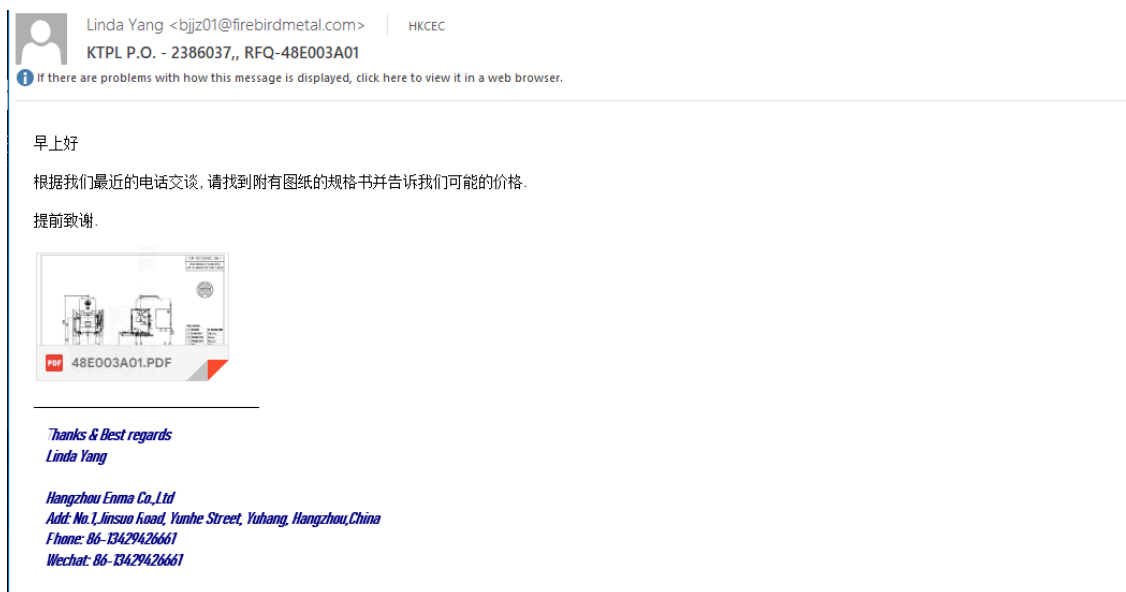 Linda Yang <bjjz01@firebirdmetal.com> HKCEC
KTPL P.O. - 2386037,, RFQ-48E003A01
If there are problems with how this message is displayed, click here to view it in a web browser.
早上好
根据我们最近的电话交谈, 请找到附有图纸的规格书并告诉我们可能的价格.
提前致谢.
PDF 48E003A01.PDF
Thanks & Best regards
Linda Yang
Hangzhou Enma Co.,Ltd
Add: No.1,Jinsuo Road, Yunhe Street, Yuhang, Hangzhou,China
Phone: 86-13429426661
Wechat: 86-13429426661